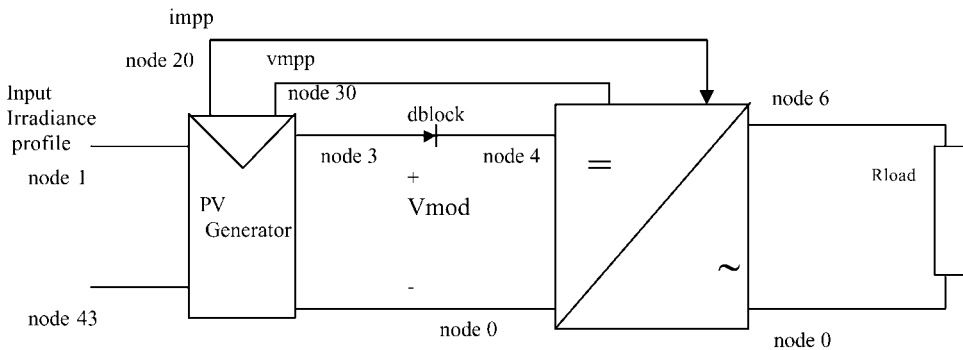 impp
node 20
vmpp
node 30
Input
Irradiance
profile
node 1
dblock
node 3
node 4
node 6
+
Vmod
-
PV
Generator
=
~
Rload
node 43
node 0
node 0